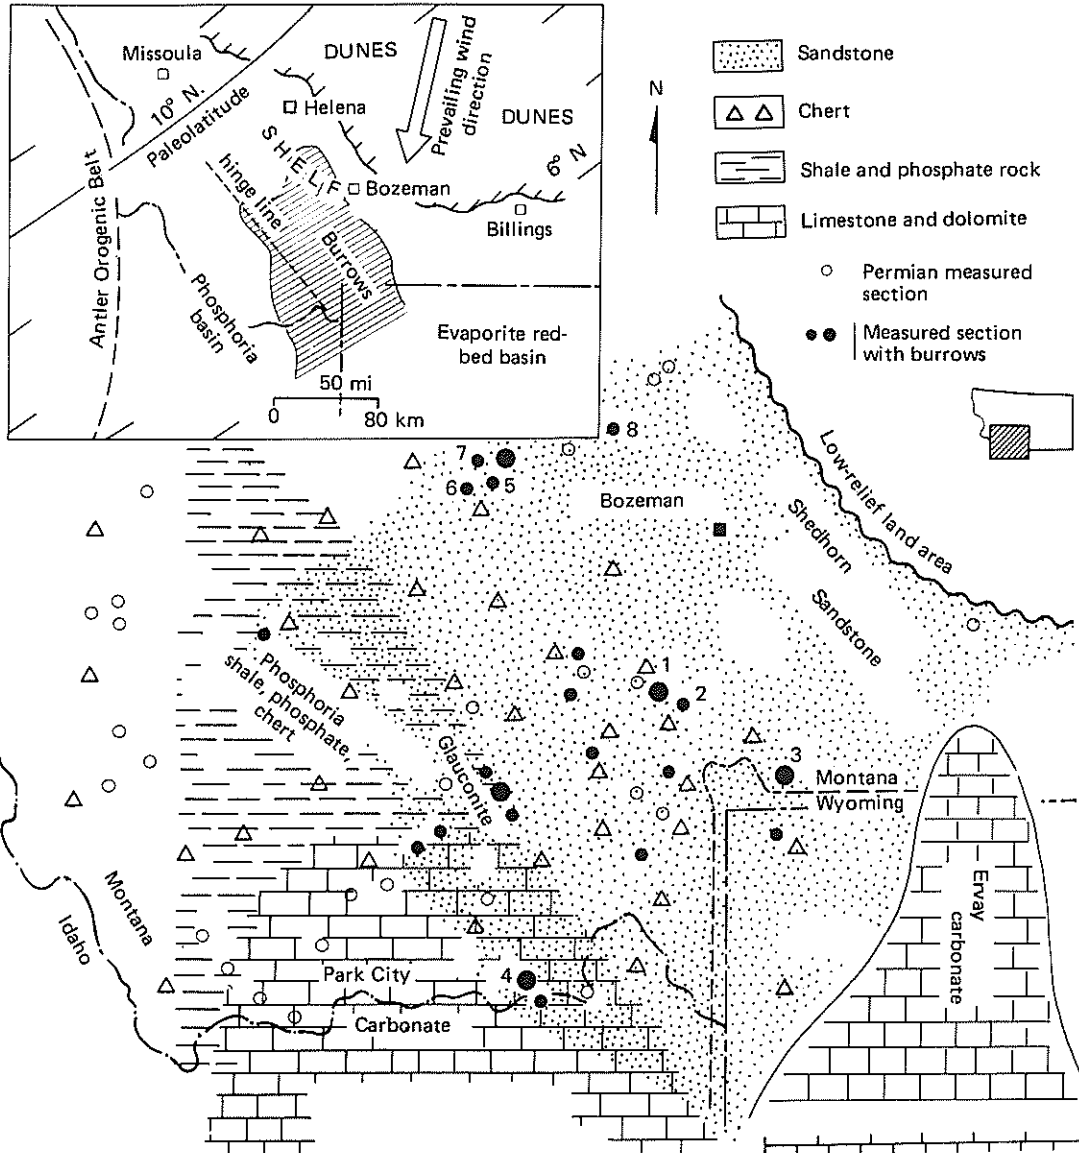 Missoula
DUNES
Prevailing wind
direction
10° N.
Paleolatitude
Helena
DUNES
6° N
SHELF
hinge line
Bozeman
Billings
Antler Orogenic Belt
Burrows
Phosphoria
basin
Evaporite red-
bed basin
50 mi
0
80 km
N
Sandstone
Chert
Shale and phosphate rock
Limestone and dolomite
Permian measured
section
Measured section
with burrows
8
7
6
5
Bozeman
Low-relief land area
Shedhorn
Sandstone
Phosphoria
shale, phosphate,
chert
Glauconite
1
2
3
Montana
Wyoming
Ervay
carbonate
Montana
Idaho
4
Park City
Carbonate